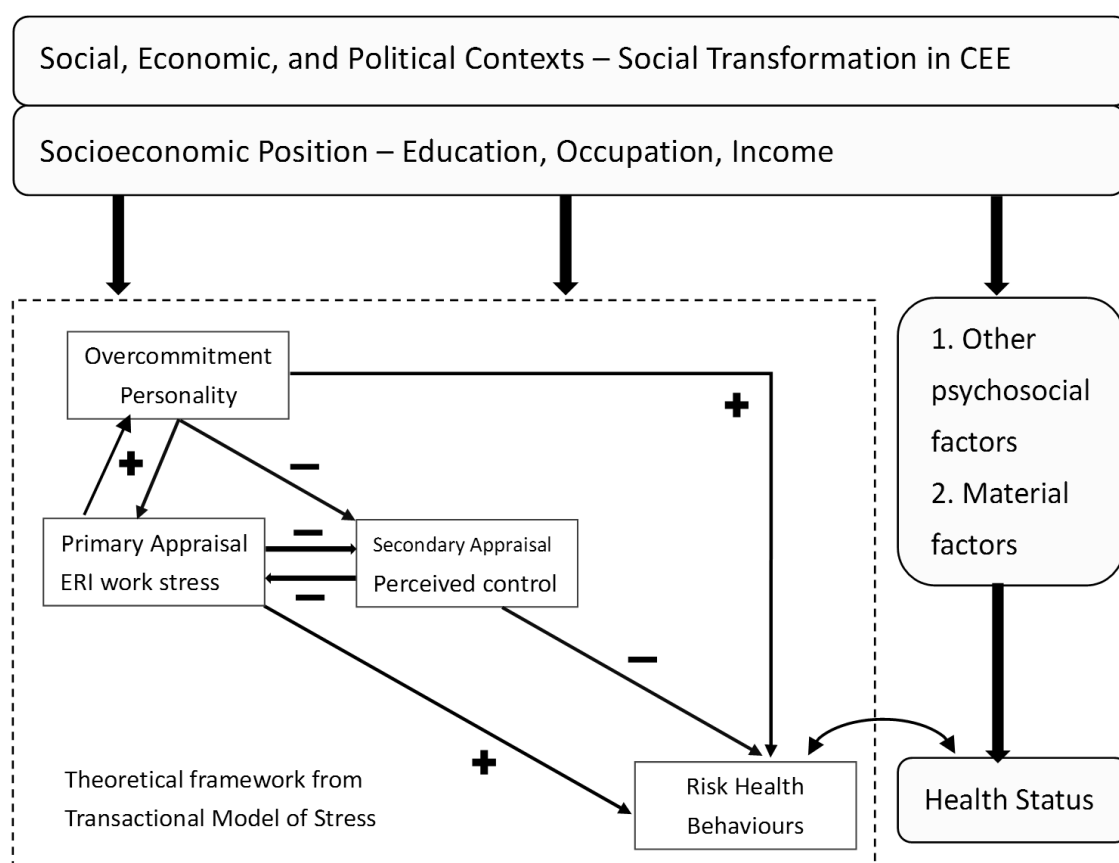 Social, Economic, and Political Contexts – Social Transformation in CEE
Socioeconomic Position – Education, Occupation, Income
Overcommitment
Personality
+
+
−
Primary Appraisal
ERI work stress
−
−
Secondary Appraisal
Perceived control
−
+
Theoretical framework from
Transactional Model of Stress
Risk Health
Behaviours
1. Other
psychosocial
factors
2. Material
factors
Health Status